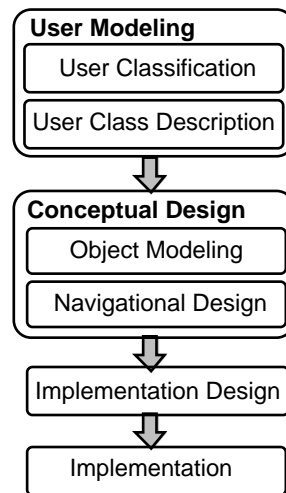 User Modeling
User Classification
User Class Description
Conceptual Design
Object Modeling
Navigational Design
Implementation Design
Implementation